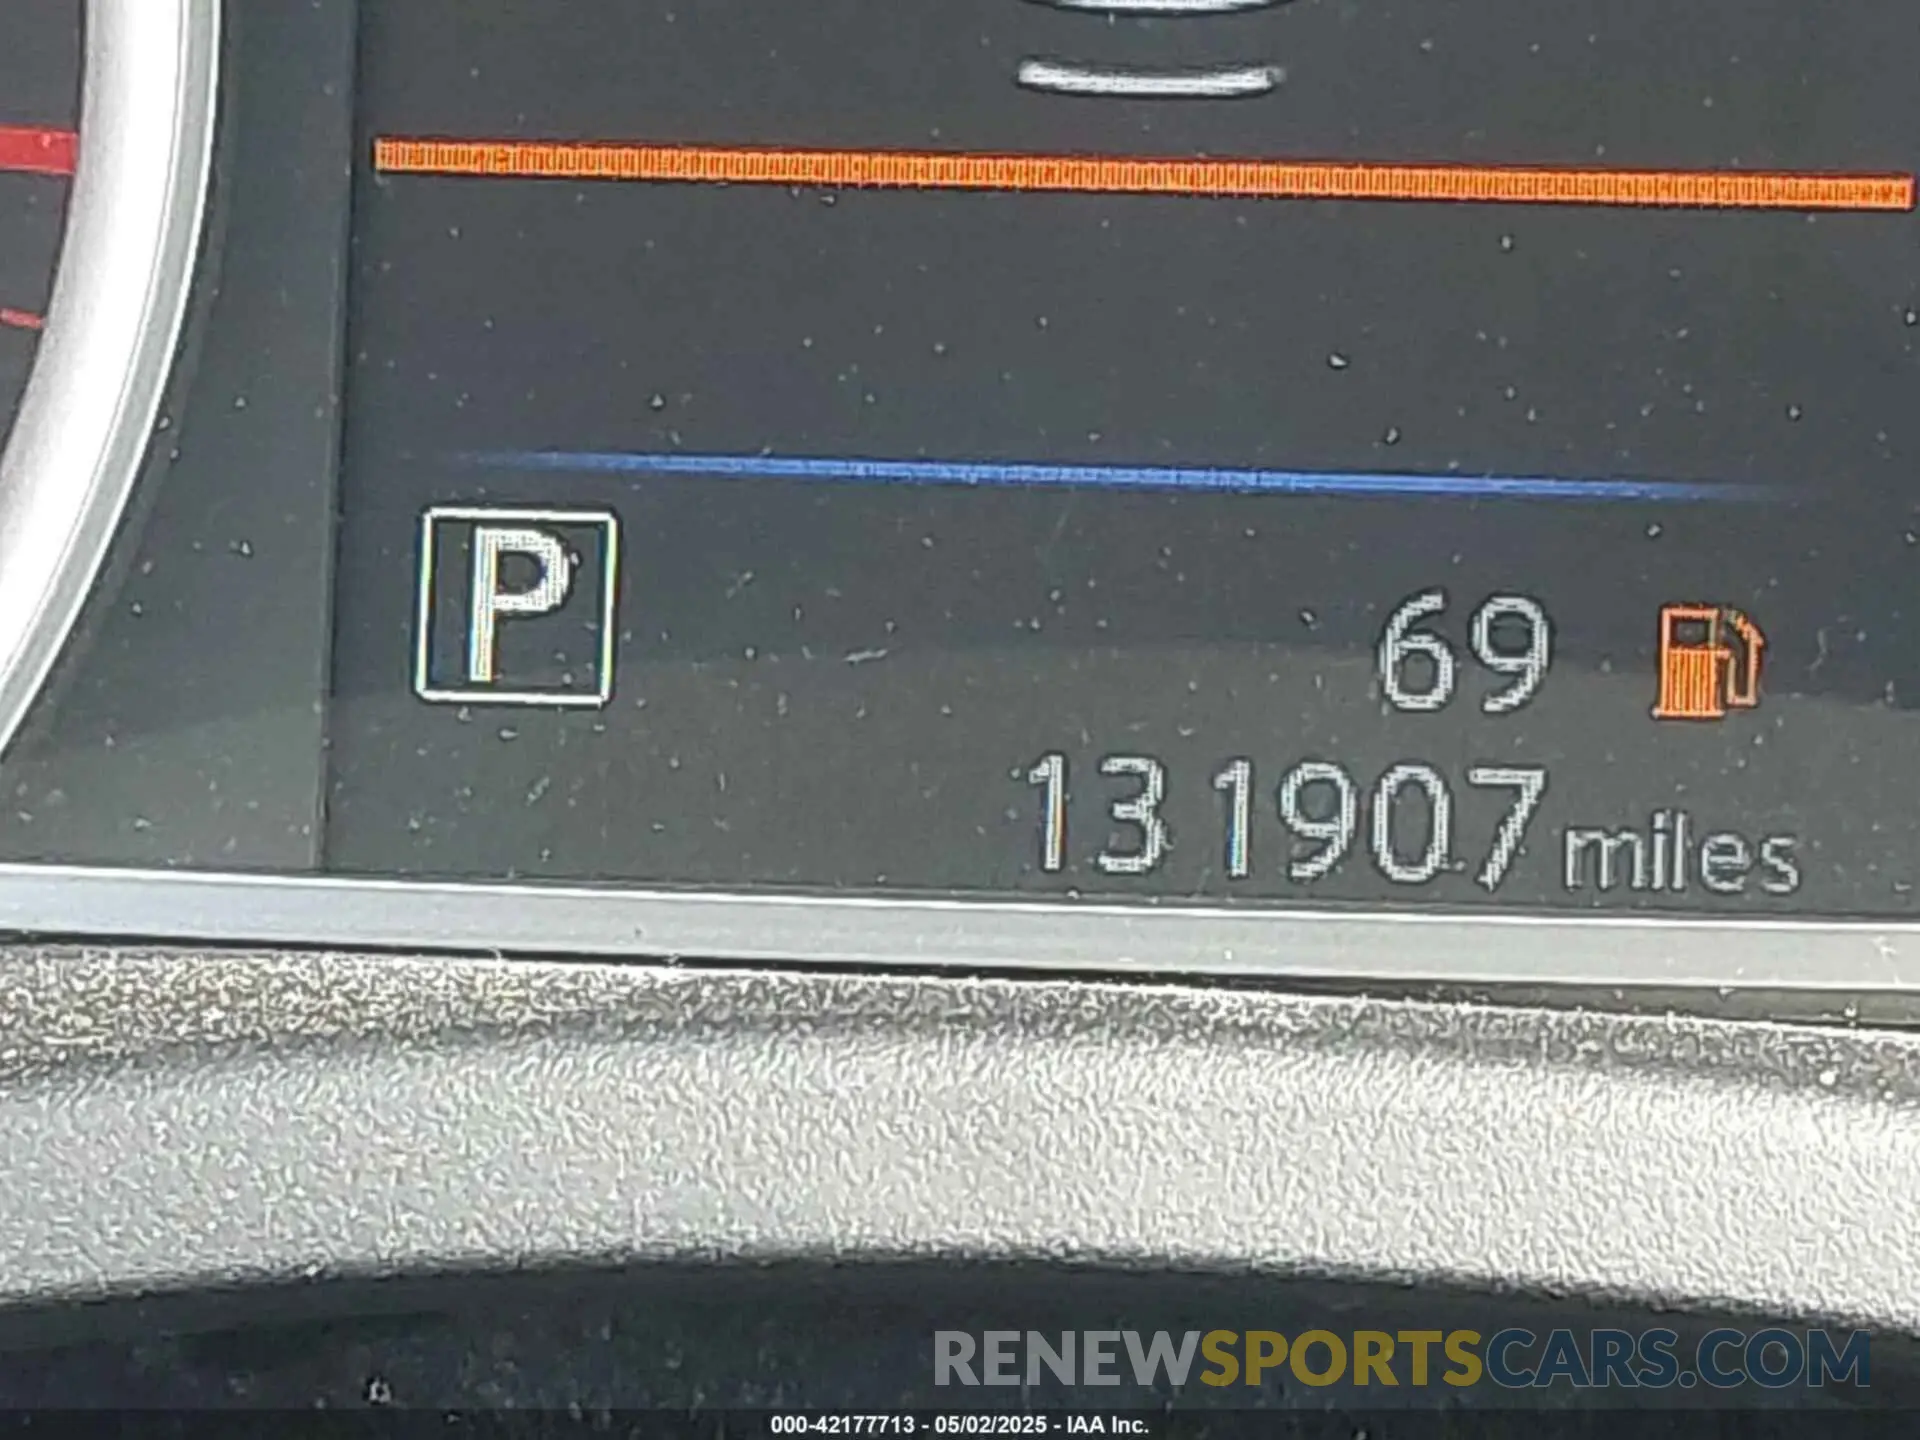 P
69
131907 miles
RENEWSPORTSCARS.COM
000-42177713 - 05/02/2025 - IAA Inc.